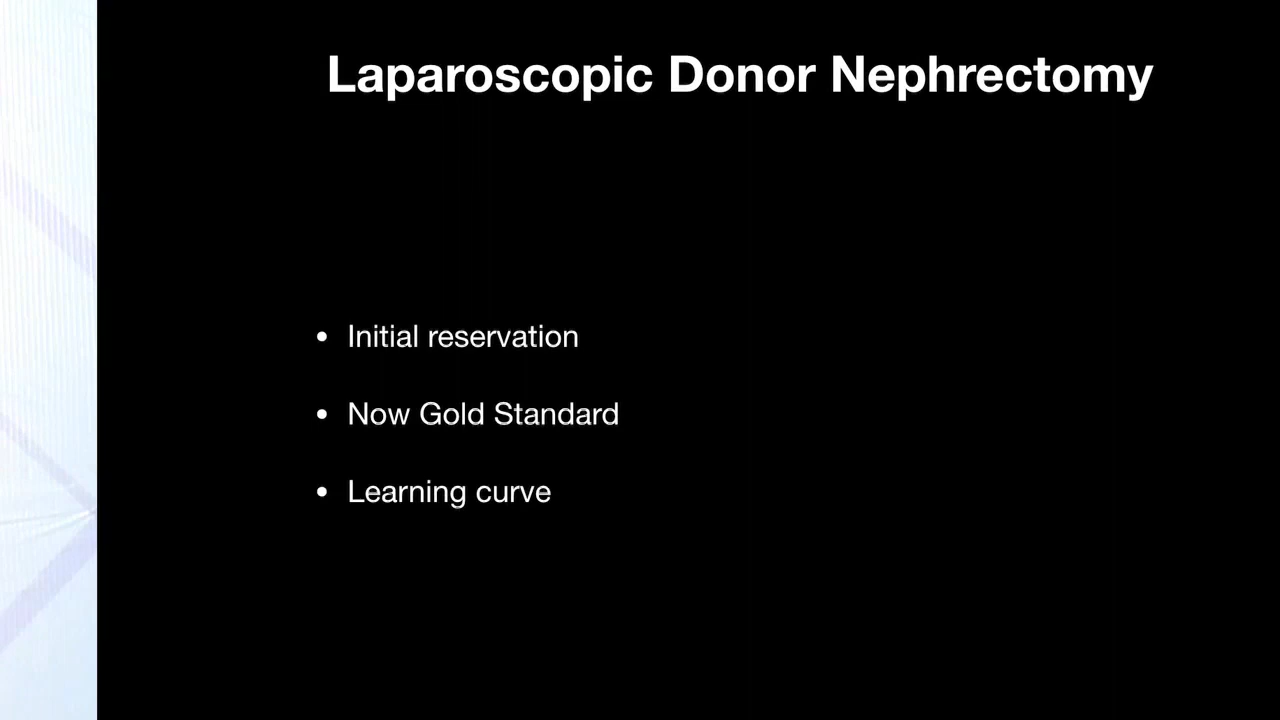 Laparoscopic Donor Nephrectomy
• Initial reservation
• Now Gold Standard
• Learning curve